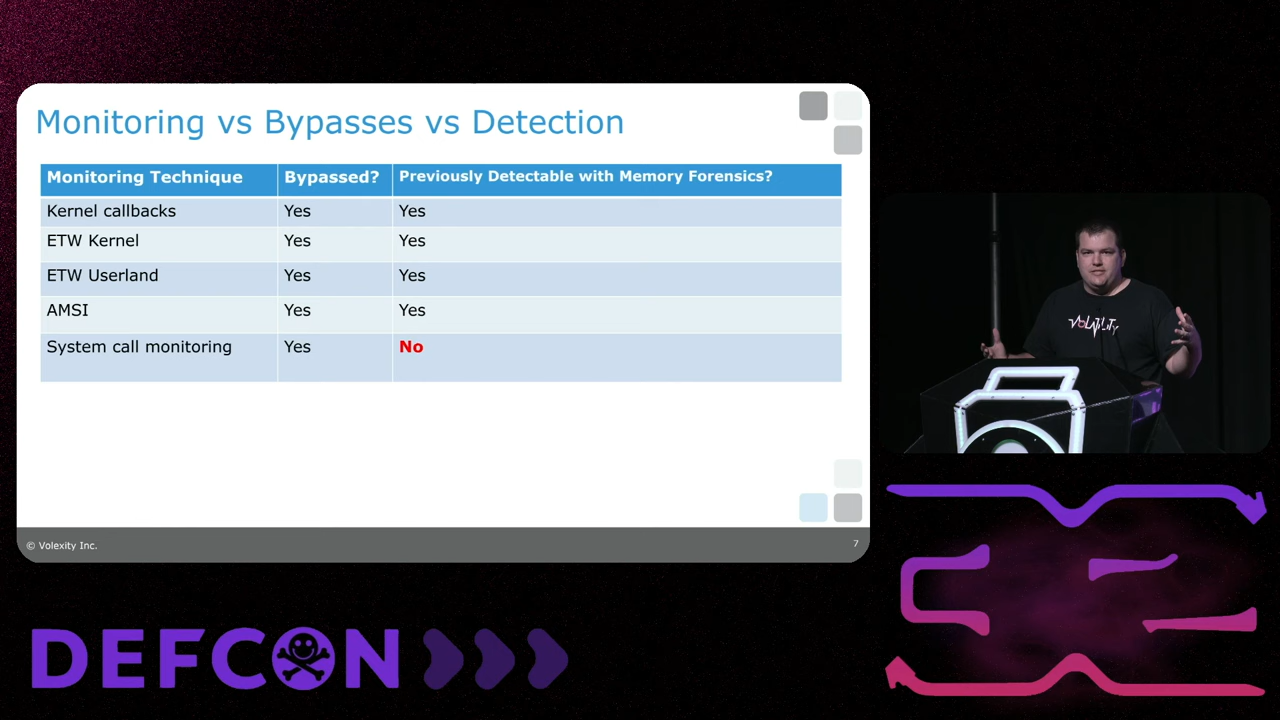 Monitoring vs Bypasses vs Detection
Monitoring Technique Bypassed? Previously Detectable with Memory Forensics?
Kernel callbacks Yes Yes
ETW Kernel Yes Yes
ETW Userland Yes Yes
AMSI Yes Yes
System call monitoring Yes No
© Volexity Inc. 7
VOLATILITY
DEFCON